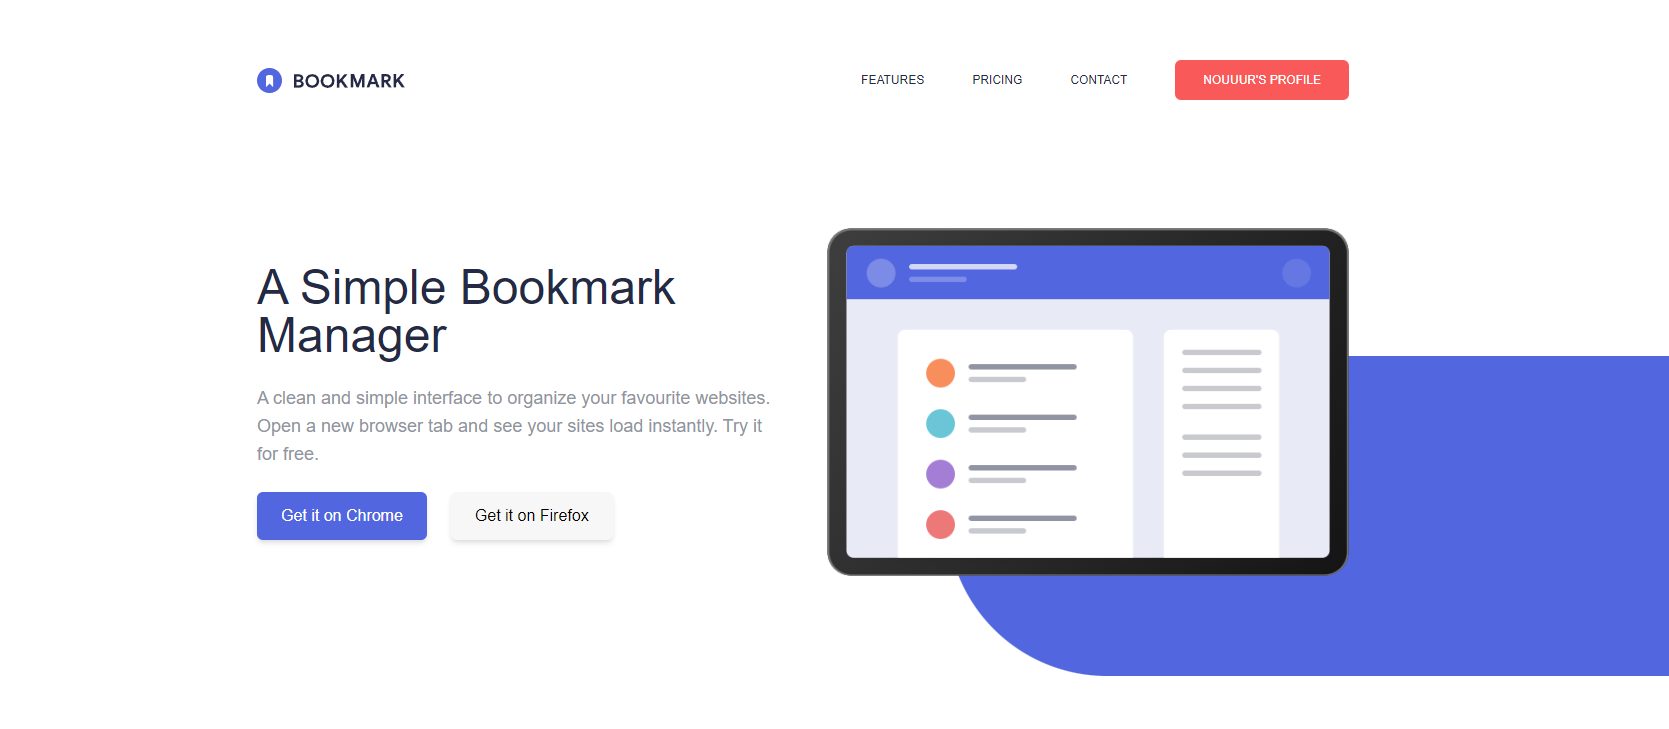 BOOKMARK
FEATURES
PRICING
CONTACT
NOUUUR'S PROFILE
A Simple Bookmark
Manager
A clean and simple interface to organize your favourite websites.
Open a new browser tab and see your sites load instantly. Try it
for free.
Get it on Chrome
Get it on Firefox